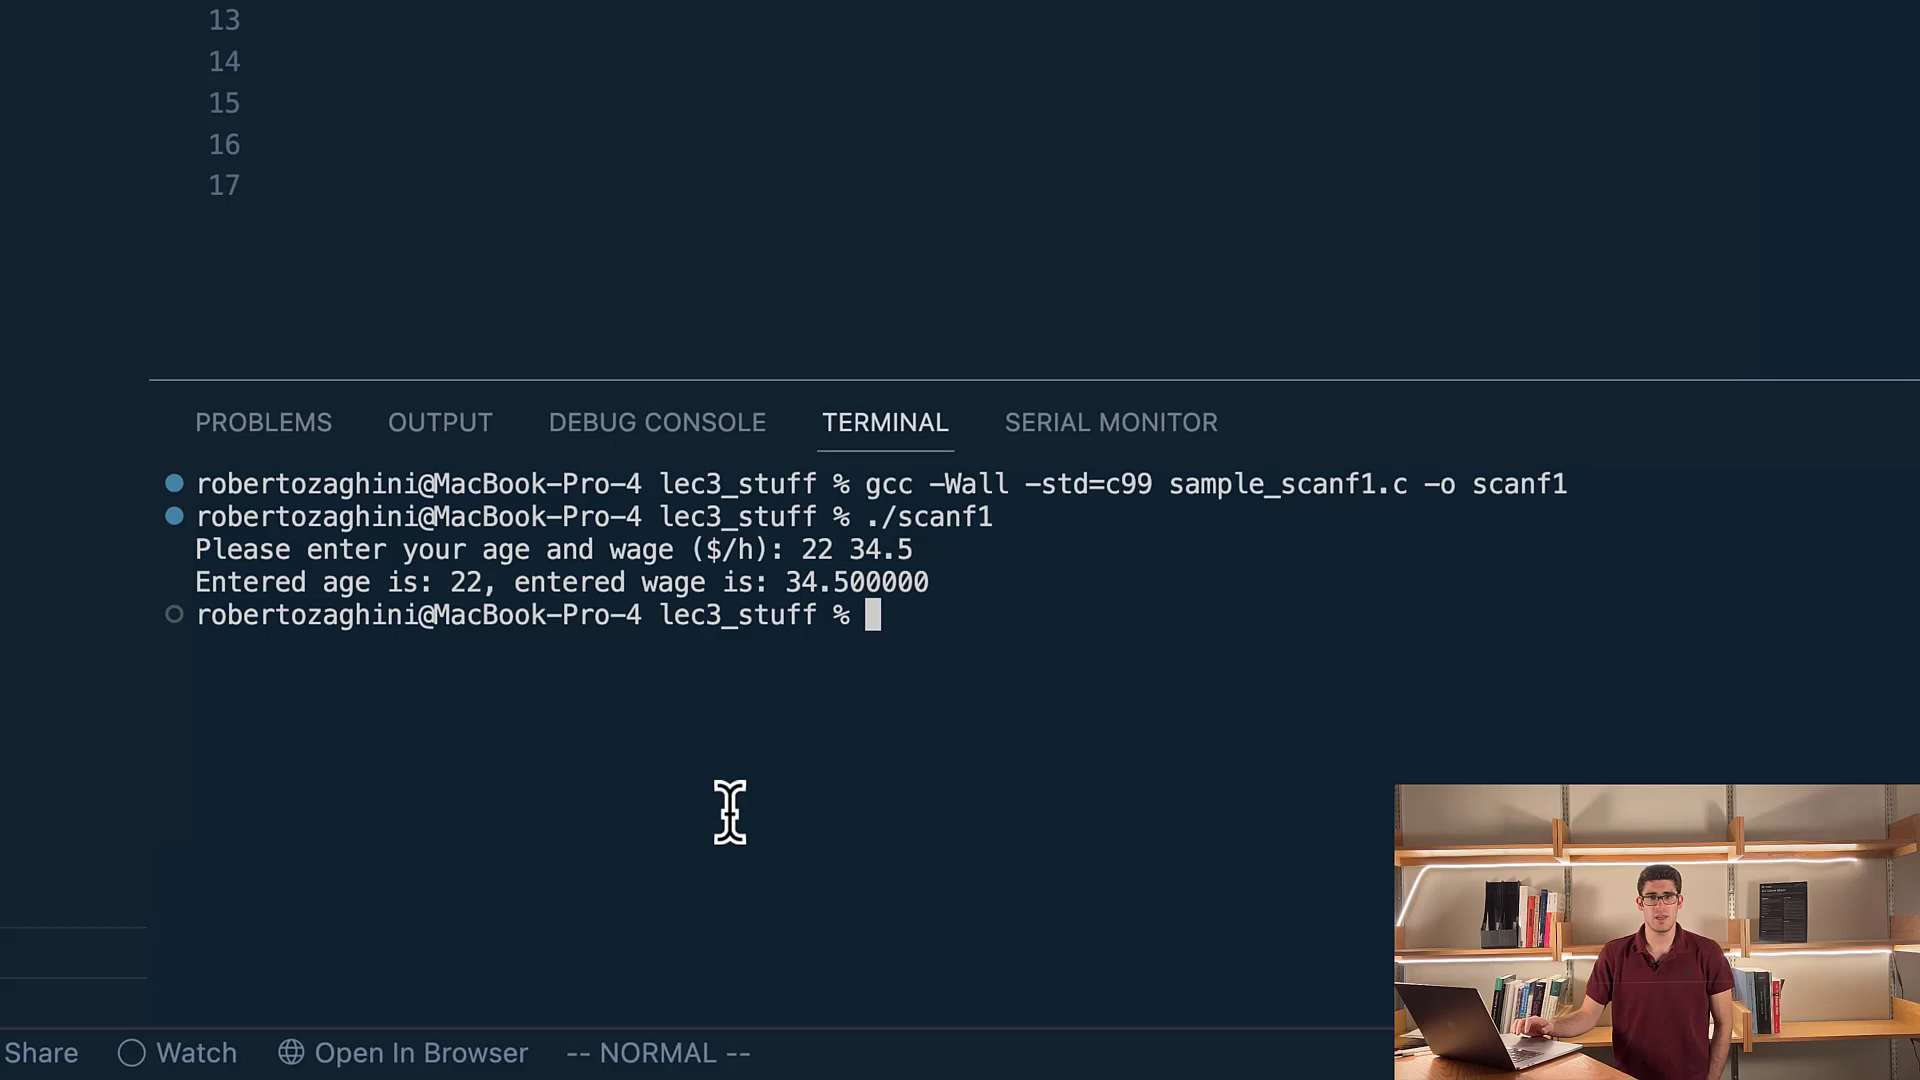 13
14
15
16
17
PROBLEMS OUTPUT DEBUG CONSOLE TERMINAL SERIAL MONITOR
robertozaghini@MacBook-Pro-4 lec3_stuff % gcc -Wall -std=c99 sample_scanf1.c -o scanf1
robertozaghini@MacBook-Pro-4 lec3_stuff % ./scanf1
Please enter your age and wage ($/h): 22 34.5
Entered age is: 22, entered wage is: 34.500000
robertozaghini@MacBook-Pro-4 lec3_stuff %
Share Watch Open In Browser -- NORMAL --